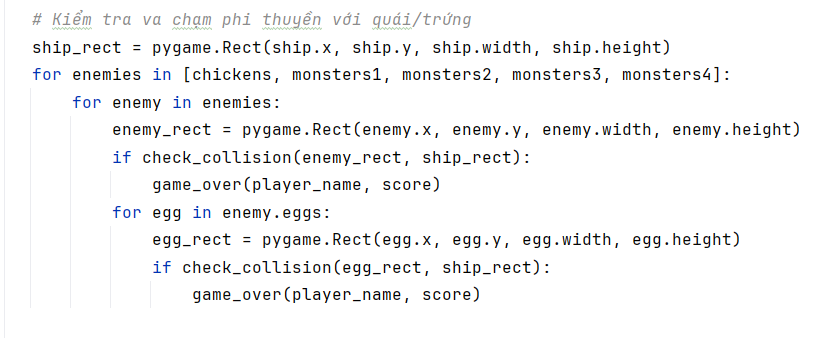 # Kiểm tra va chạm phi thuyền với quái/trứng
ship_rect = pygame.Rect(ship.x, ship.y, ship.width, ship.height)
for enemies in [chickens, monsters1, monsters2, monsters3, monsters4]:
    for enemy in enemies:
        enemy_rect = pygame.Rect(enemy.x, enemy.y, enemy.width, enemy.height)
        if check_collision(enemy_rect, ship_rect):
            game_over(player_name, score)
        for egg in enemy.eggs:
            egg_rect = pygame.Rect(egg.x, egg.y, egg.width, egg.height)
            if check_collision(egg_rect, ship_rect):
                game_over(player_name, score)